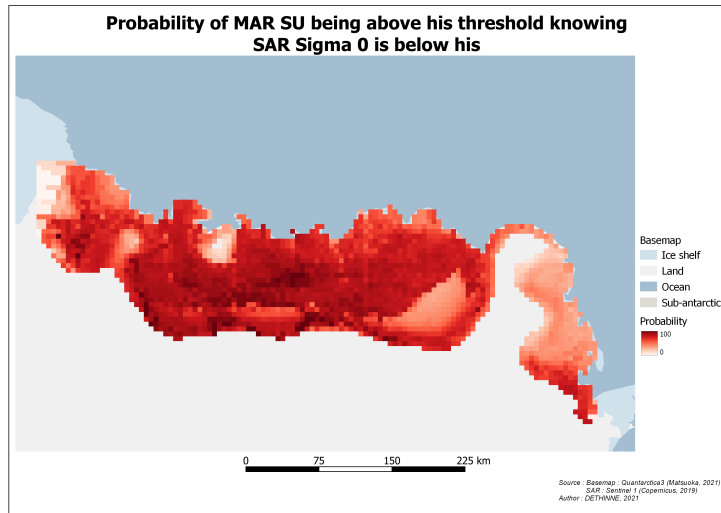 Probability of MAR SU being above his threshold knowing
SAR Sigma 0 is below his
Basemap
Ice shelf
Land
Ocean
Sub-antarctic
Probability
100
0
0 75 150 225 km
Source : Basemap : Quantarctica3 (Matsuoka, 2021)
SAR : Sentinel 1 (Copernicus, 2019)
Author : DETHINNE, 2021